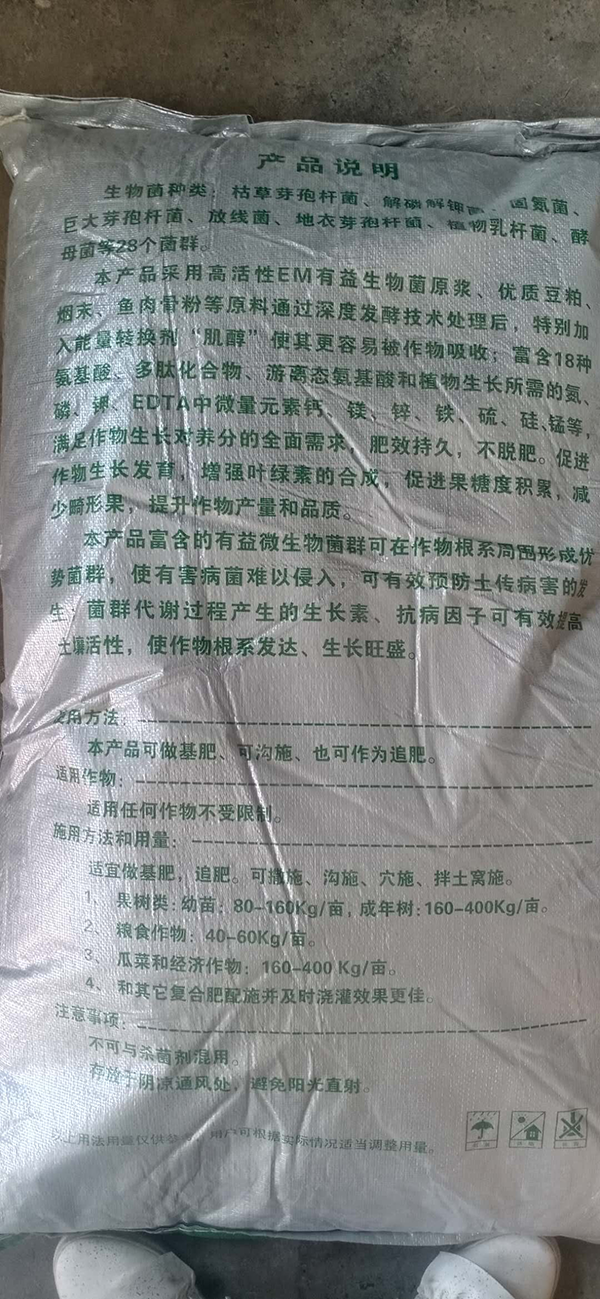 产品说明
生物菌种类：枯草芽孢杆菌、解磷解钾菌、固氮菌、
巨大芽孢杆菌、放线菌、地衣芽孢杆菌、植物乳杆菌、酵
母菌等28个菌群。
本产品采用高活性EM有益生物菌原浆、优质豆粕、
烟末、鱼肉骨粉等原料通过深度发酵技术处理后，特别加
入能量转换剂“肌醇”使其更容易被作物吸收；富含18种
氨基酸、多肽化合物、游离态氨基酸和植物生长所需的氮、
磷、钾、EDTA中微量元素钙、镁、锌、铁、硫、硅、锰等，
满足作物生长对养分的全面需求，肥效持久，不脱肥。促进
作物生长发育，增强叶绿素的合成，促进果糖度积累，减
少畸形果，提升作物产量和品质。
本产品富含的有益微生物菌群可在作物根系周围形成优
势菌群，使有害病菌难以侵入，可有效预防土传病害的发
生，菌群代谢过程产生的生长素、抗病因子可有效提高
土壤活性，使作物根系发达、生长旺盛。
使用方法：
本产品可做基肥、可沟施、也可作为追肥。
适用作物：
适用任何作物不受限制。
施用方法和用量：
适宜做基肥，追肥。可撒施、沟施、穴施、拌土窝施。
1、果树类：幼苗：80-160Kg/亩，成年树：160-400Kg/亩。
2、粮食作物：40-60Kg/亩。
3、瓜菜和经济作物：160-400 Kg/亩。
4、和其它复合肥配施并及时浇灌效果更佳。
注意事项：
不可与杀菌剂混用。
存放于阴凉通风处，避免阳光直射。
以上用法用量仅供参考，用户可根据实际情况适当调整用量。